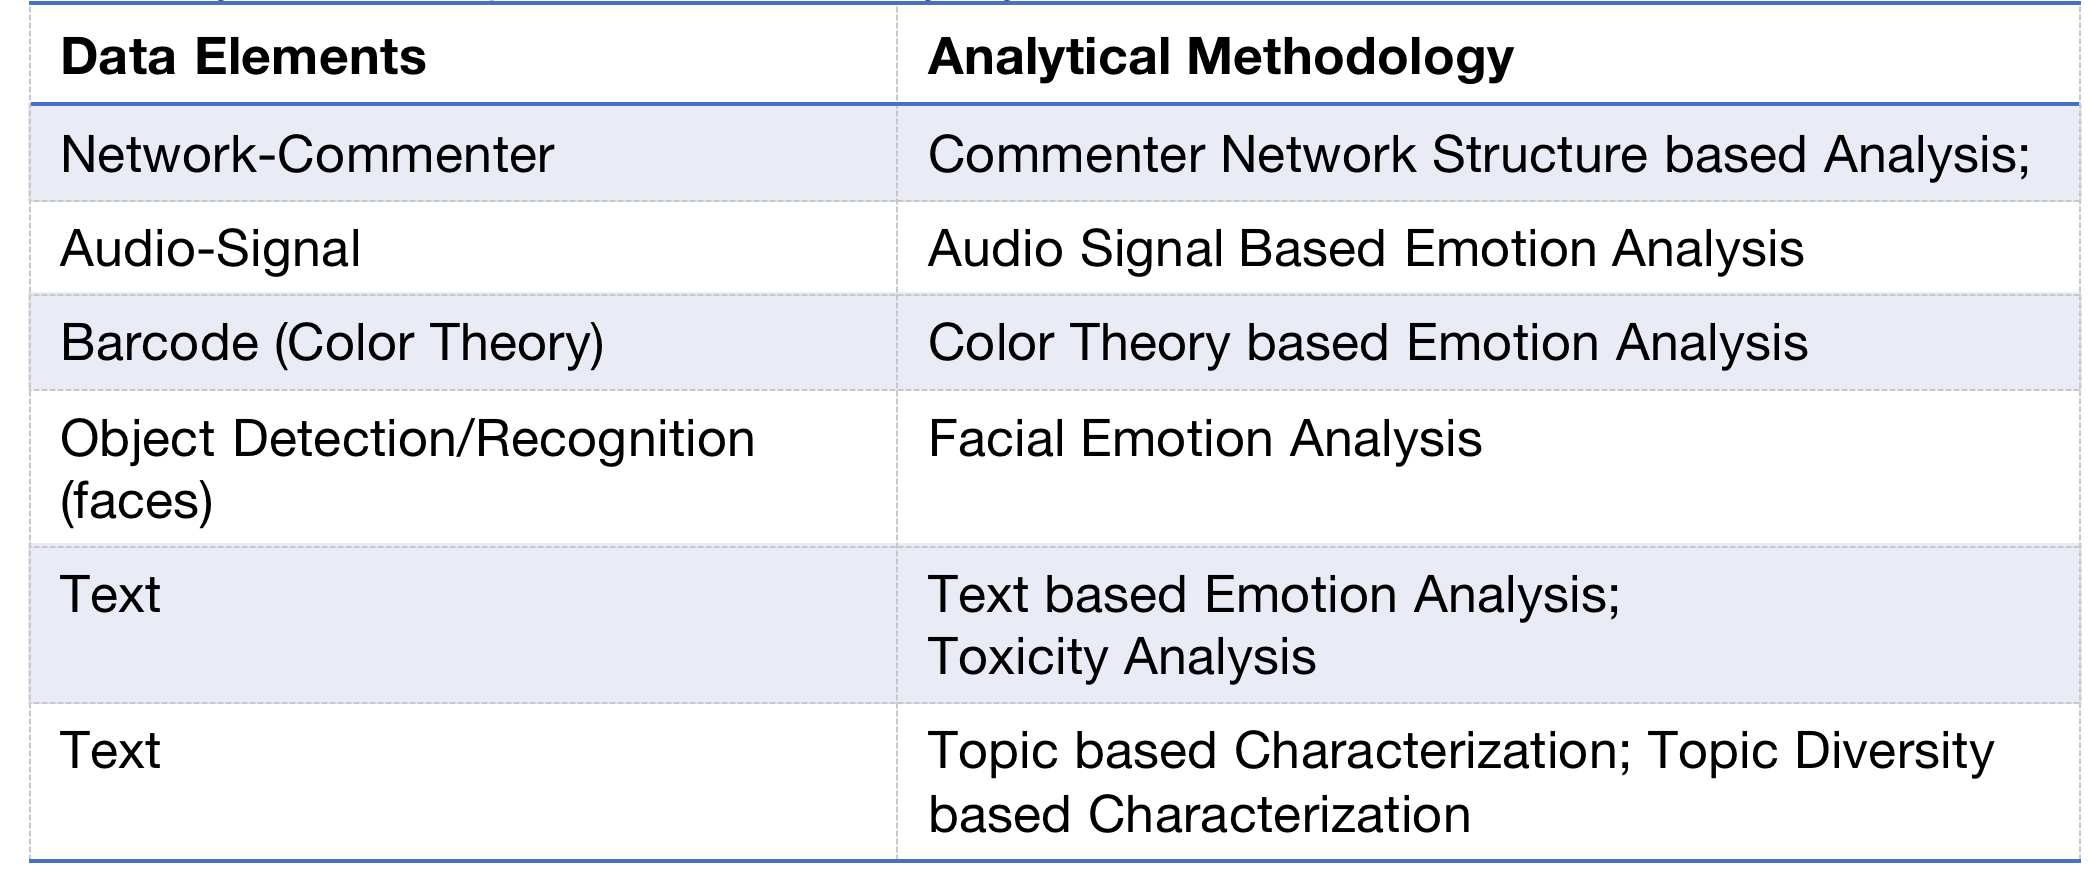 Data Elements
Analytical Methodology
Network-Commenter
Commenter Network Structure based Analysis;
Audio-Signal
Audio Signal Based Emotion Analysis
Barcode (Color Theory)
Color Theory based Emotion Analysis
Object Detection/Recognition
(faces)
Facial Emotion Analysis
Text
Text based Emotion Analysis;
Toxicity Analysis
Text
Topic based Characterization; Topic Diversity
based Characterization